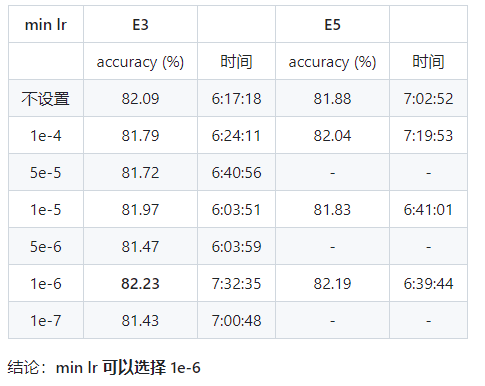 min lr E3 E5
accuracy (%) 时间 accuracy (%) 时间
不设置 82.09 6:17:18 81.88 7:02:52
1e-4 81.79 6:24:11 82.04 7:19:53
5e-5 81.72 6:40:56 - -
1e-5 81.97 6:03:51 81.83 6:41:01
5e-6 81.47 6:03:59 - -
1e-6 82.23 7:32:35 82.19 6:39:44
1e-7 81.43 7:00:48 - -
结论：min lr 可以选择 1e-6